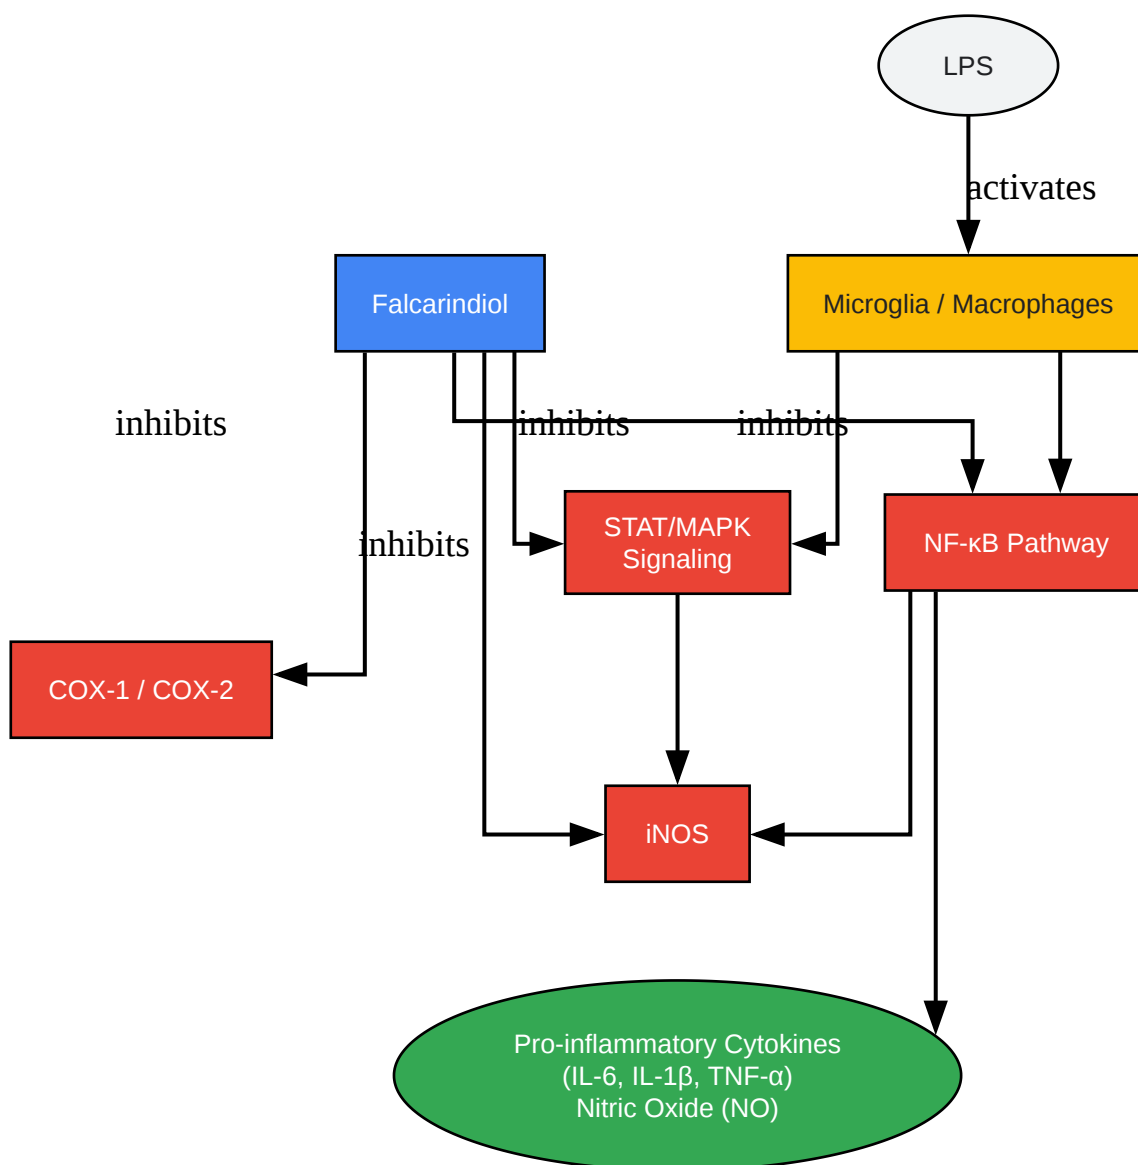 LPS
activates
Falcarindiol
Microglia / Macrophages
inhibits
inhibits
inhibits
STAT/MAPK
Signaling
NF-κB Pathway
inhibits
COX-1 / COX-2
iNOS
Pro-inflammatory Cytokines
(IL-6, IL-1β, TNF-α)
Nitric Oxide (NO)